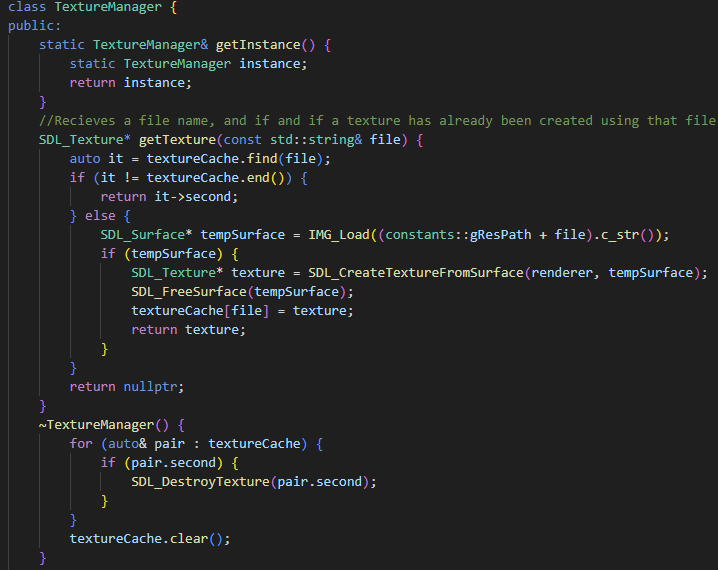 class TextureManager {
public:
    static TextureManager& getInstance() {
        static TextureManager instance;
        return instance;
    }
    //Recieves a file name, and if and if a texture has already been created using that file
    SDL_Texture* getTexture(const std::string& file) {
        auto it = textureCache.find(file);
        if (it != textureCache.end()) {
            return it->second;
        } else {
            SDL_Surface* tempSurface = IMG_Load((constants::gResPath + file).c_str());
            if (tempSurface) {
                SDL_Texture* texture = SDL_CreateTextureFromSurface(renderer, tempSurface);
                SDL_FreeSurface(tempSurface);
                textureCache[file] = texture;
                return texture;
            }
        }
        return nullptr;
    }
    ~TextureManager() {
        for (auto& pair : textureCache) {
            if (pair.second) {
                SDL_DestroyTexture(pair.second);
            }
        }
        textureCache.clear();
    }